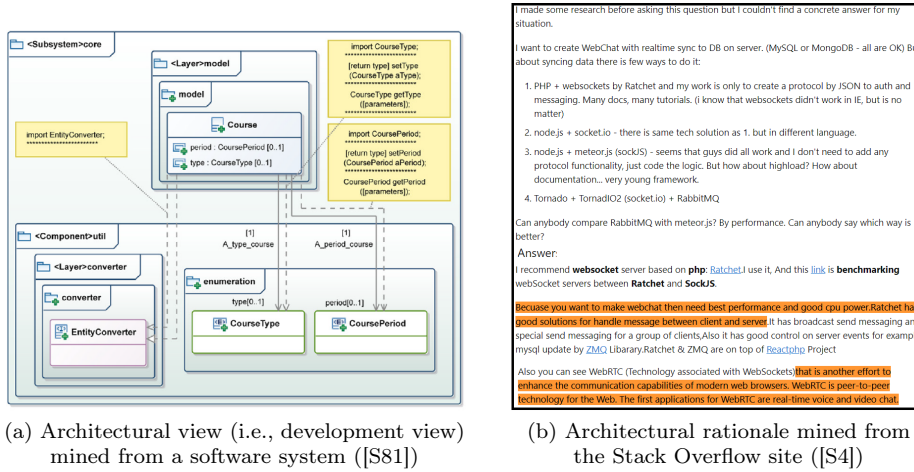 <Subsystem>core
<Layer>model
model
Course
period : CoursePeriod [0..1]
type : CourseType [0..1]
import CourseType;
************************
[return type] setType
(CourseType aType);
************************
CourseType getType
([parameters]);
************************
import CoursePeriod;
************************
[return type] setPeriod
(CoursePeriod aPeriod);
************************
CoursePeriod getPeriod
([parameters]);
import EntityConverter;
************************
<Component>util
<Layer>converter
converter
EntityConverter
[1]
A_type_course
[1]
A_period_course
enumeration
type[0..1]
period[0..1]
CourseType
CoursePeriod
(a) Architectural view (i.e., development view)
mined from a software system ([S81])
I made some research before asking this question but I couldn't find a concrete answer for my
situation.
I want to create WebChat with realtime sync to DB on server. (MySQL or MongoDB - all are OK)
about syncing data there is few ways to do it:
1. PHP + websockets by Ratchet and my work is only to create a protocol by JSON to auth and
messaging. Many docs, many tutorials. (i know that websockets didn't work in IE, but is no
matter)
2. node.js + socket.io - there is same tech solution as 1. but in different language.
3. node.js + meteor.js (sockJS) - seems that guys did all work and I don't need to add any
protocol functionality, just code the logic. But how about highload? How about
documentation... very young framework.
4. Tornado + TornadIO2 (socket.io) + RabbitMQ
Can anybody compare RabbitMQ with meteor.js? By performance. Can anybody say which way is
better?
Answer:
I recommend websocket server based on php: Ratchet.I use it, And this link is benchmarking
webSocket servers between Ratchet and SockJS.
Becuase you want to make webchat then need best performance and good cpu power.Ratchet ha
good solutions for handle message between client and server.It has broadcast send messaging an
special send messaging for a group of clients,Also it has good control on server events for examp
mysql update by ZMQ Libarary.Ratchet & ZMQ are on top of Reactphp Project
Also you can see WebRTC (Technology associated with WebSockets)that is another effort to
enhance the communication capabilities of modern web browsers. WebRTC is peer-to-peer
technology for the Web. The first applications for WebRTC are real-time voice and video chat.
(b) Architectural rationale mined from
the Stack Overflow site ([S4])